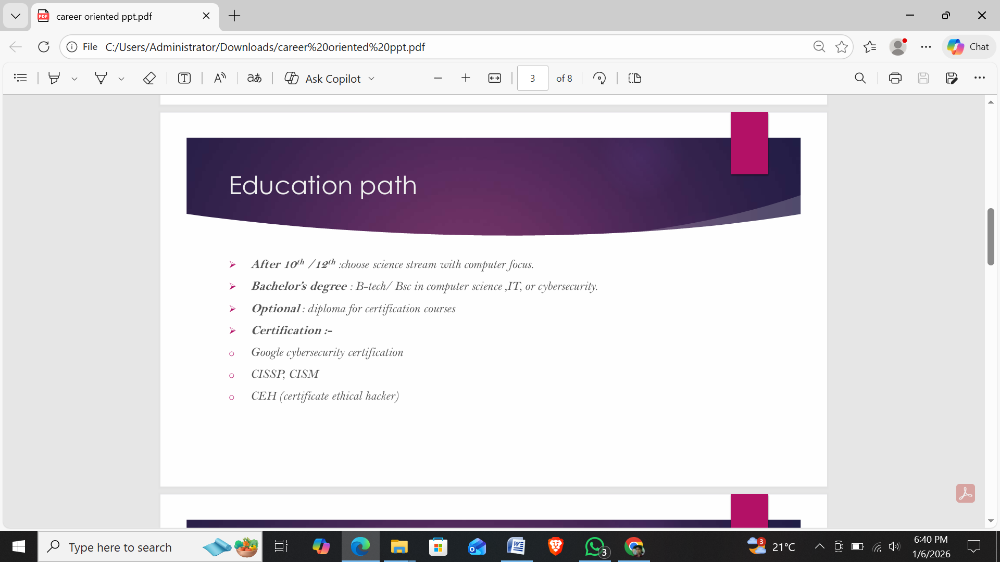 career oriented ppt.pdf
File C:/Users/Administrator/Downloads/career%20oriented%20ppt.pdf
Chat
Ask Copilot
3 of 8
Education path
After 10th /12th :choose science stream with computer focus.
Bachelor's degree : B-tech/ Bsc in computer science ,IT, or cybersecurity.
Optional : diploma for certification courses
Certification :-
Google cybersecurity certification
CISSP, CISM
CEH (certificate ethical hacker)
Type here to search
3
3
21°C
6:40 PM
1/6/2026